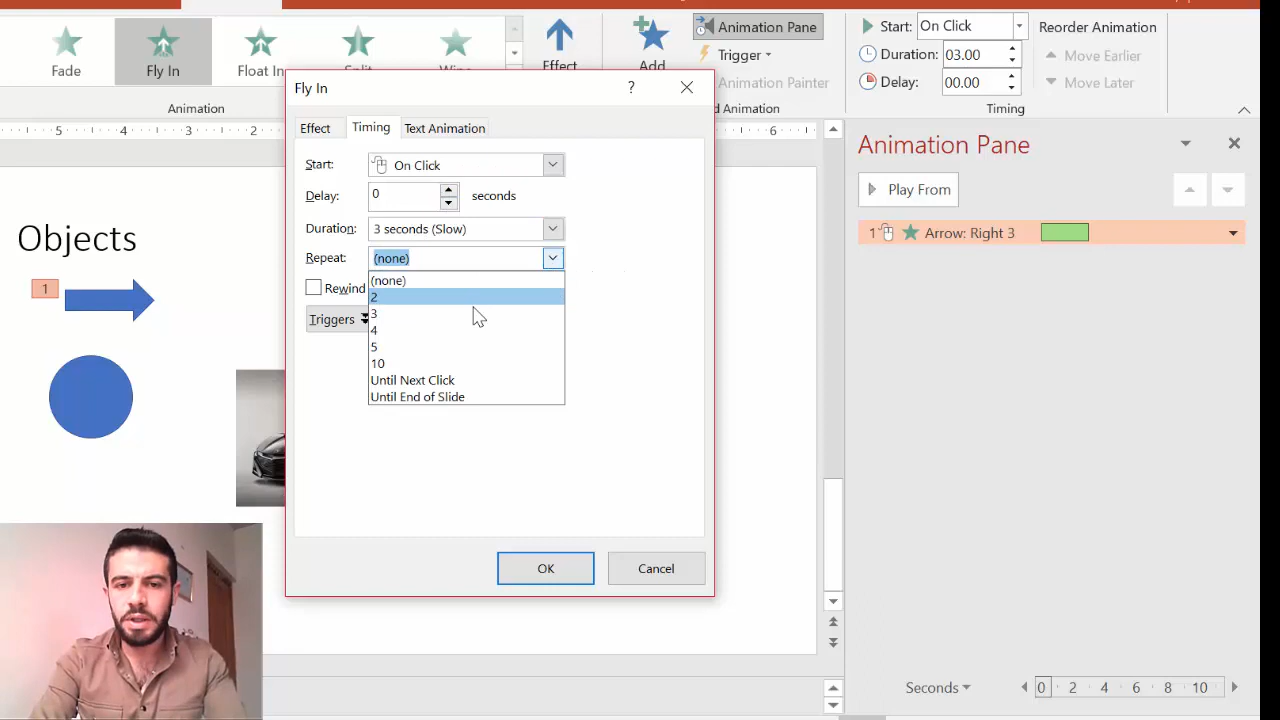 Animation Pane
Start: On Click
Reorder Animation
Trigger
Duration: 03.00
Move Earlier
Fade
Fly In
Float In
Effect
Add
Animation Painter
Delay: 00.00
Move Later
Animation
Animation
Timing
5 4 3 2
6
Fly In
?
Effect Timing Text Animation
Start: On Click
Delay: 0 seconds
Duration: 3 seconds (Slow)
Repeat: (none)
(none)
2
3
4
5
10
Until Next Click
Until End of Slide
Rewind
Triggers
OK Cancel
Objects
1
Animation Pane
Play From
1 Arrow: Right 3
Seconds 0 2 4 6 8 10